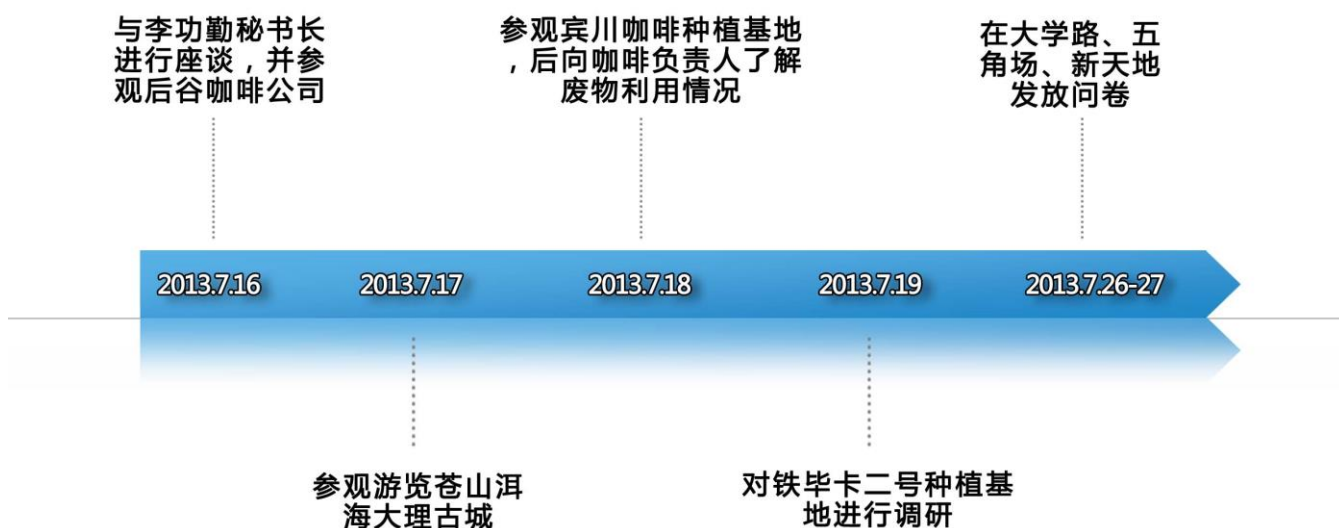 与李功勤秘书长
进行座谈，并参
观后谷咖啡公司
参观宾川咖啡种植基地
，后向咖啡负责人了解
废物利用情况
在大学路、五
角场、新天地
发放问卷
2013.7.16
2013.7.17
2013.7.18
2013.7.19
2013.7.26-27
参观游览苍山洱
海大理古城
对铁毕卡二号种植基
地进行调研